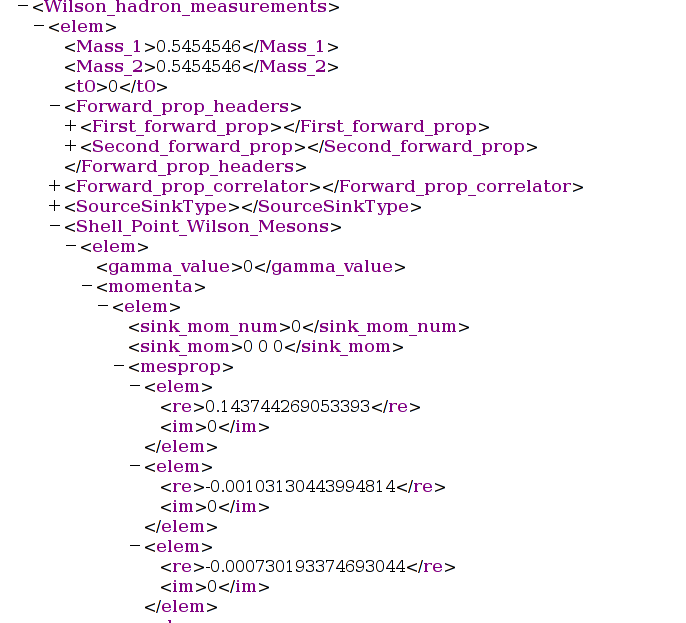 −<Wilson_hadron_measurements>
−<elem>
<Mass_1>0.5454546</Mass_1>
<Mass_2>0.5454546</Mass_2>
<t0>0</t0>
−<Forward_prop_headers>
+<First_forward_prop></First_forward_prop>
+<Second_forward_prop></Second_forward_prop>
</Forward_prop_headers>
+<Forward_prop_correlator></Forward_prop_correlator>
+<SourceSinkType></SourceSinkType>
−<Shell_Point_Wilson_Mesons>
−<elem>
<gamma_value>0</gamma_value>
−<momenta>
−<elem>
<sink_mom_num>0</sink_mom_num>
<sink_mom>0 0 0</sink_mom>
−<mesprop>
−<elem>
<re>0.143744269053393</re>
<im>0</im>
</elem>
−<elem>
<re>-0.00103130443994814</re>
<im>0</im>
</elem>
−<elem>
<re>-0.000730193374693044</re>
<im>0</im>
</elem>